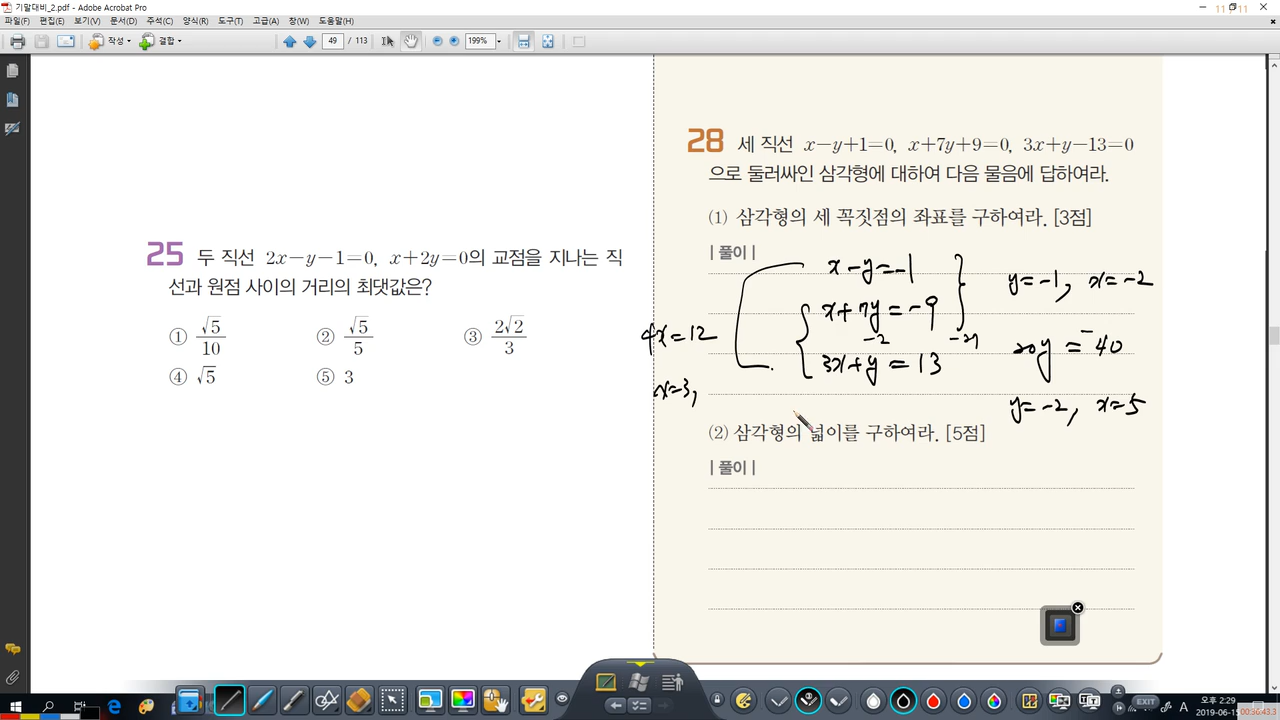 기말대비_2.pdf - Adobe Acrobat Pro
파일(F) 편집(E) 보기(V) 문서(D) 주석(C) 양식(R) 도구(T) 고급(A) 창(W) 도움말(H)
작성 결합 49 / 113 199%
25 두 직선 2x−y−1=0, x+2y=0의 교점을 지나는 직
선과 원점 사이의 거리의 최댓값은?
① √5/10 ② √5/5 ③ 2√2/3
④ √5 ⑤ 3
28 세 직선 x−y+1=0, x+7y+9=0, 3x+y−13=0
으로 둘러싸인 삼각형에 대하여 다음 물음에 답하여라.
(1) 삼각형의 세 꼭짓점의 좌표를 구하여라. [3점]
| 풀이 |
x−y=−1
y=−1, x=−2
x+7y=−9
4x=12
−2 −27
20y=−40
3x+y=13
x=3,
y=−2, x=5
(2) 삼각형의 넓이를 구하여라. [5점]
| 풀이 |
EXIT
A
오후 2:29